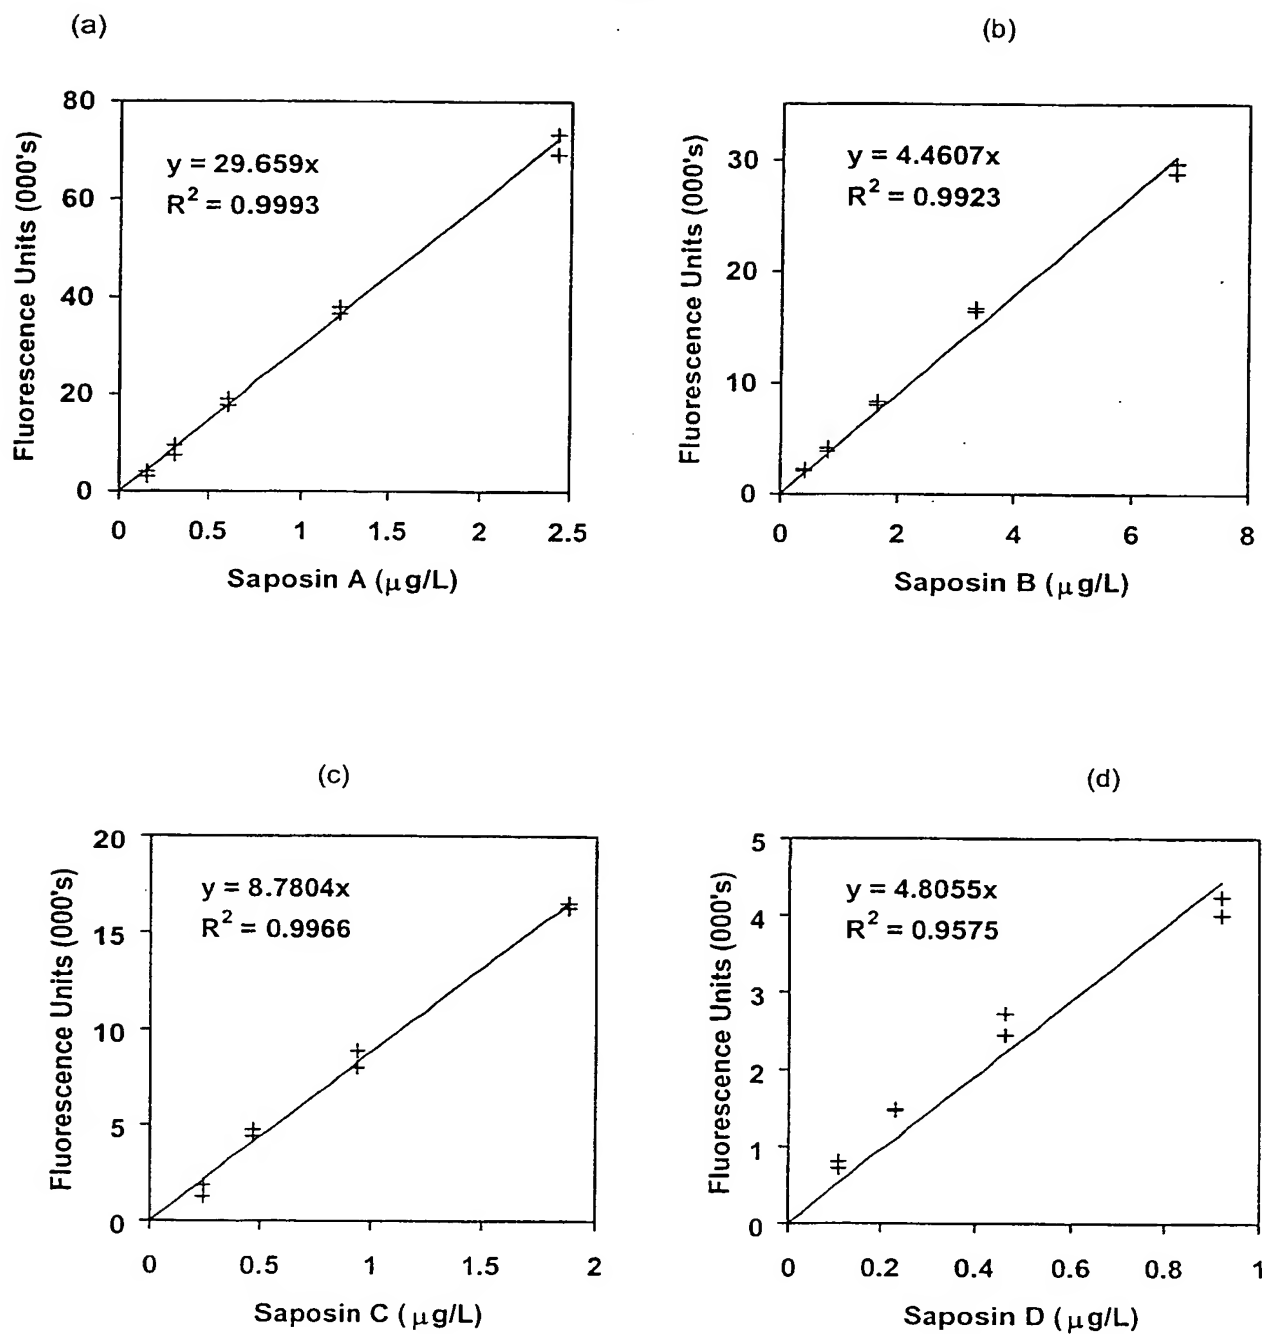 (a)
Fluorescence Units (000's)
80
60
40
20
0
y = 29.659x
R² = 0.9993
0 0.5 1 1.5 2 2.5
Saposin A (μg/L)
(b)
Fluorescence Units (000's)
30
20
10
0
y = 4.4607x
R² = 0.9923
0 2 4 6 8
Saposin B (μg/L)
(c)
Fluorescence Units (000's)
20
15
10
5
0
y = 8.7804x
R² = 0.9966
0 0.5 1 1.5 2
Saposin C (μg/L)
(d)
Fluorescence Units (000's)
5
4
3
2
1
0
y = 4.8055x
R² = 0.9575
0 0.2 0.4 0.6 0.8 1
Saposin D (μg/L)